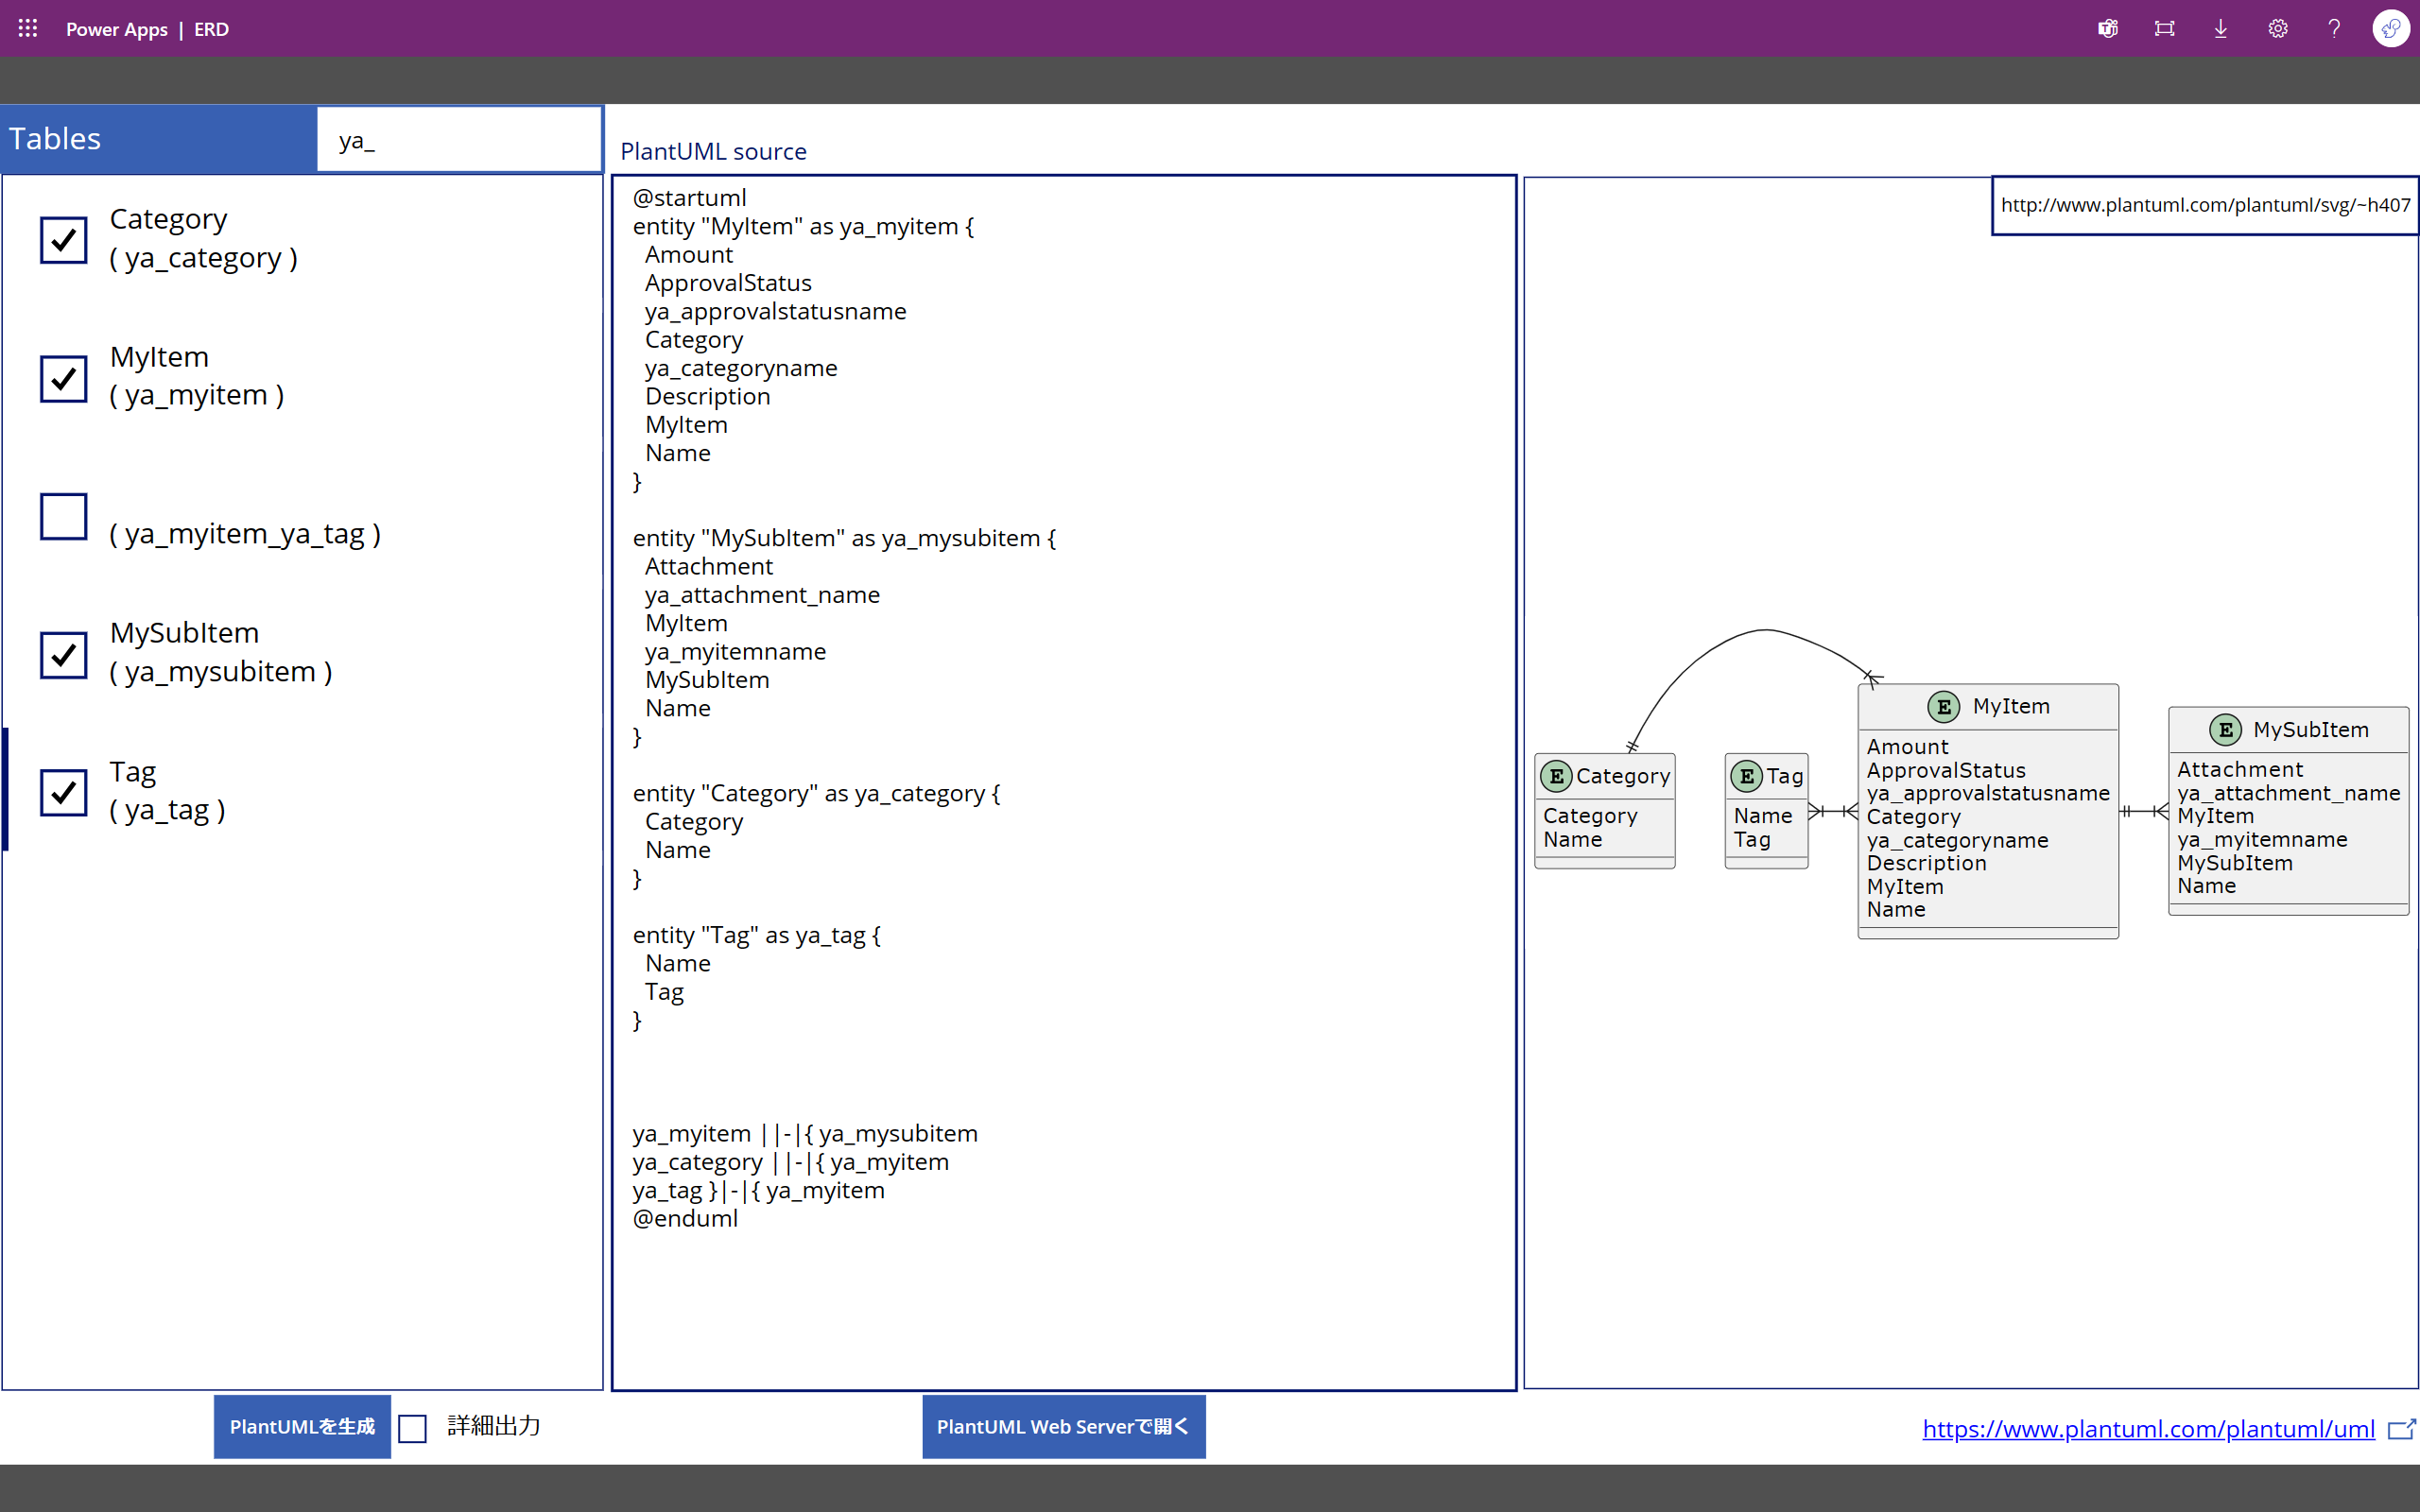 Power Apps | ERD
Tables
ya_
Category
( ya_category )
MyItem
( ya_myitem )
( ya_myitem_ya_tag )
MySubItem
( ya_mysubitem )
Tag
( ya_tag )
PlantUMLを生成
詳細出力
PlantUML source
@startuml
entity "MyItem" as ya_myitem {
  Amount
  ApprovalStatus
  ya_approvalstatusname
  Category
  ya_categoryname
  Description
  MyItem
  Name
}
entity "MySubItem" as ya_mysubitem {
  Attachment
  ya_attachment_name
  MyItem
  ya_myitemname
  MySubItem
  Name
}
entity "Category" as ya_category {
  Category
  Name
}
entity "Tag" as ya_tag {
  Name
  Tag
}
ya_myitem ||-|{ ya_mysubitem
ya_category ||-|{ ya_myitem
ya_tag }|-|{ ya_myitem
@enduml
PlantUML Web Serverで開く
http://www.plantuml.com/plantuml/svg/~h407
E Category
Category
Name
E Tag
Name
Tag
E MyItem
Amount
ApprovalStatus
ya_approvalstatusname
Category
ya_categoryname
Description
MyItem
Name
E MySubItem
Attachment
ya_attachment_name
MyItem
ya_myitemname
MySubItem
Name
https://www.plantuml.com/plantuml/uml